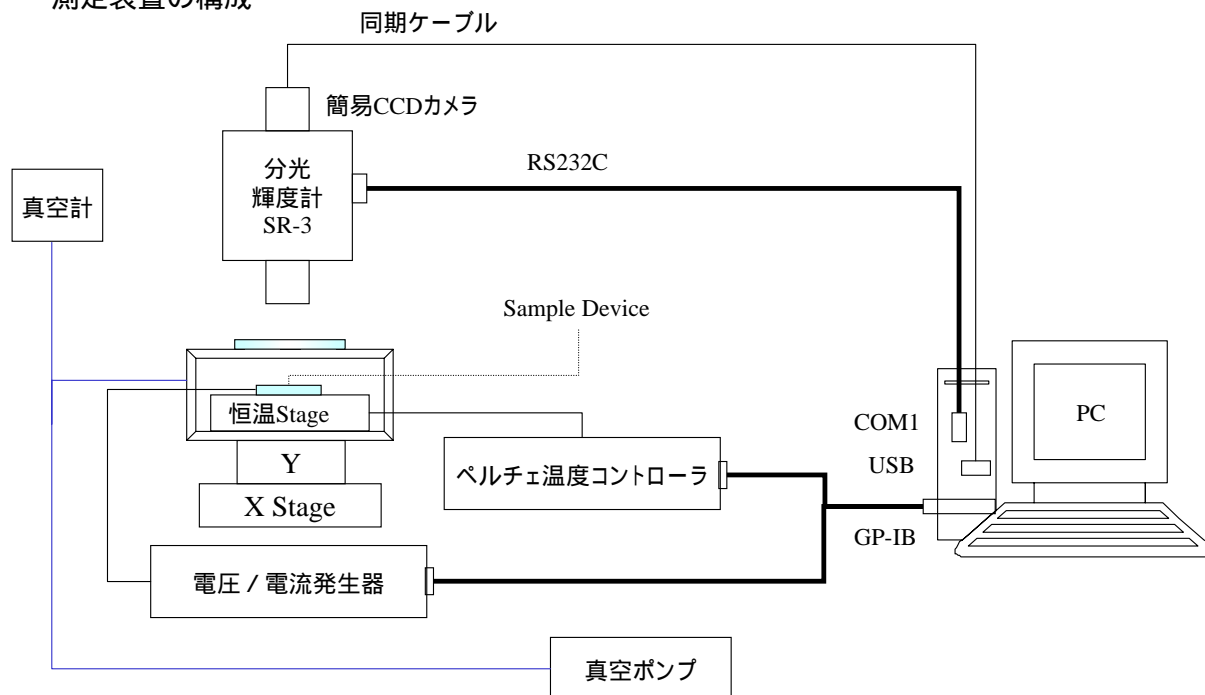 測定装置の構成
同期ケーブル
簡易CCDカメラ
分光
輝度計
SR-3
RS232C
真空計
Sample Device
恒温Stage
Y
X Stage
ペルチェ温度コントローラ
COM1
USB
GP-IB
PC
電圧 / 電流発生器
真空ポンプ